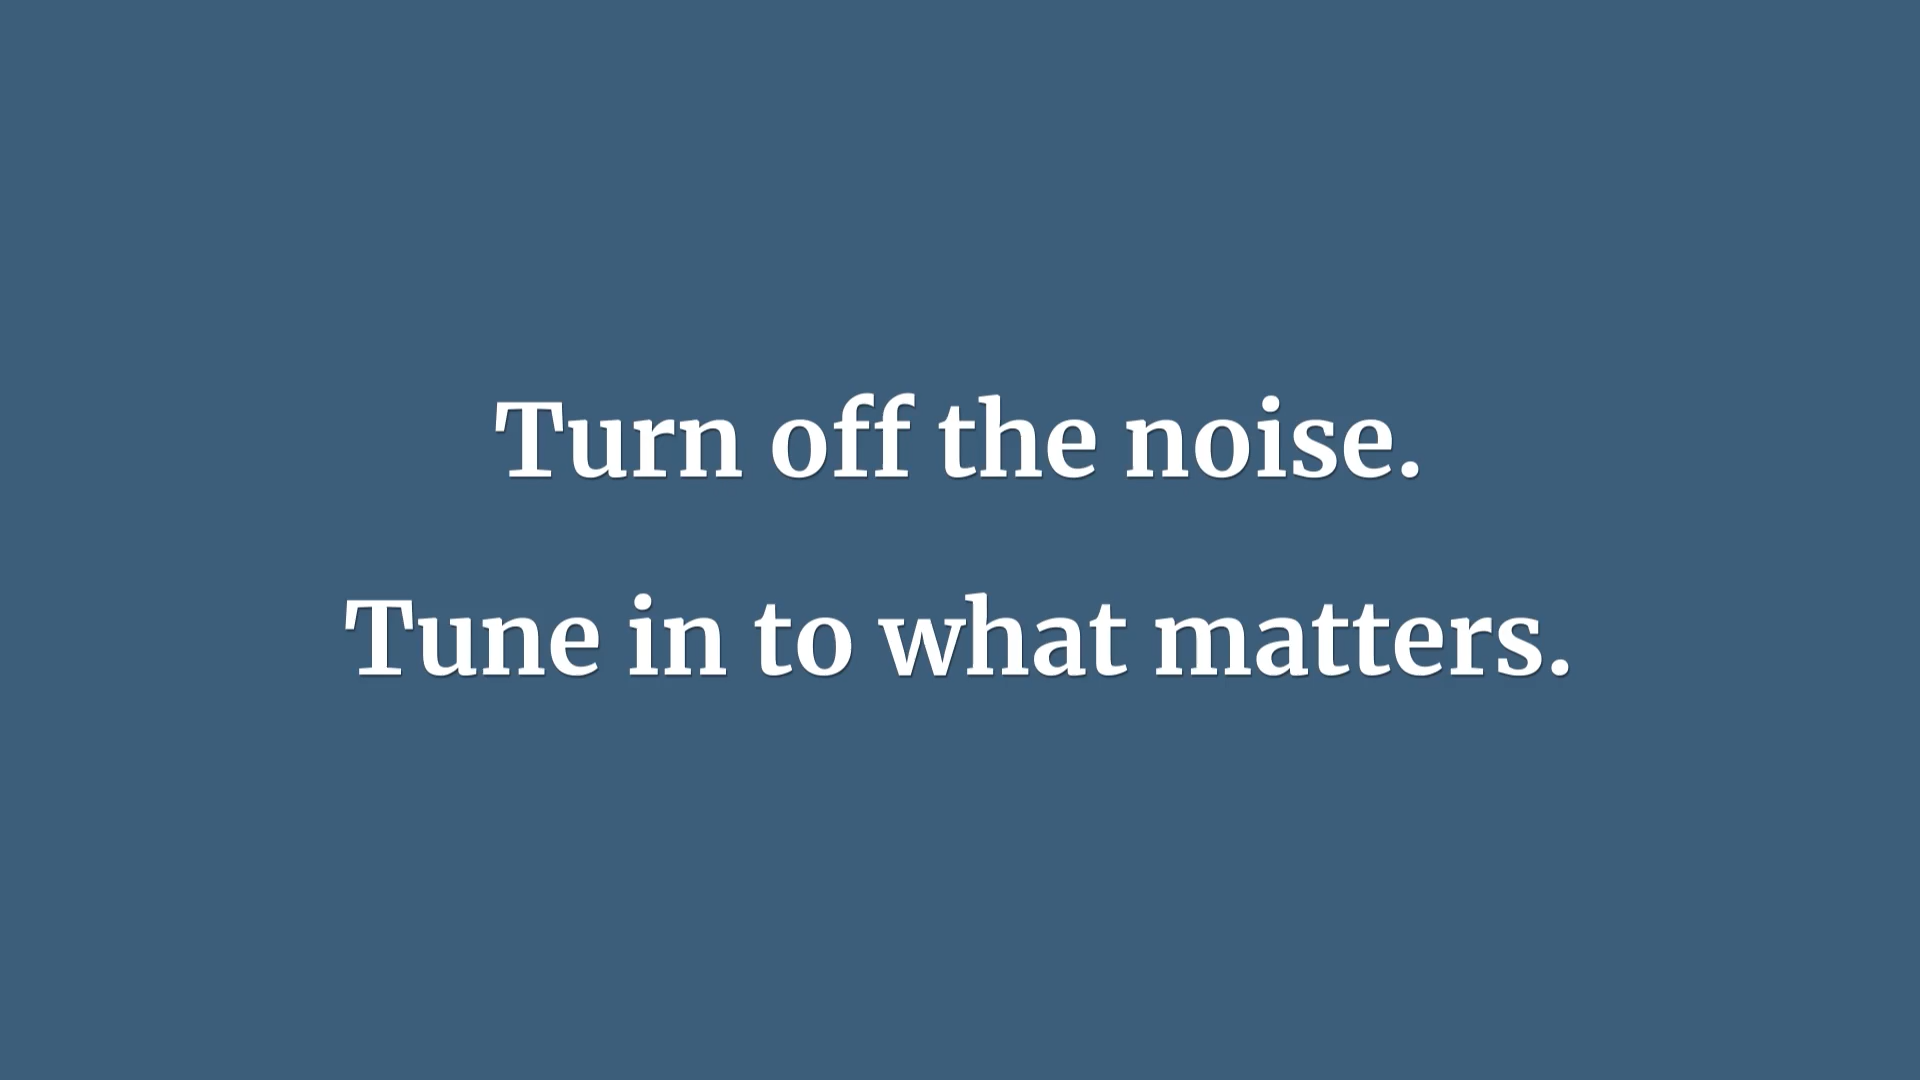 Turn off the noise.
Tune in to what matters.